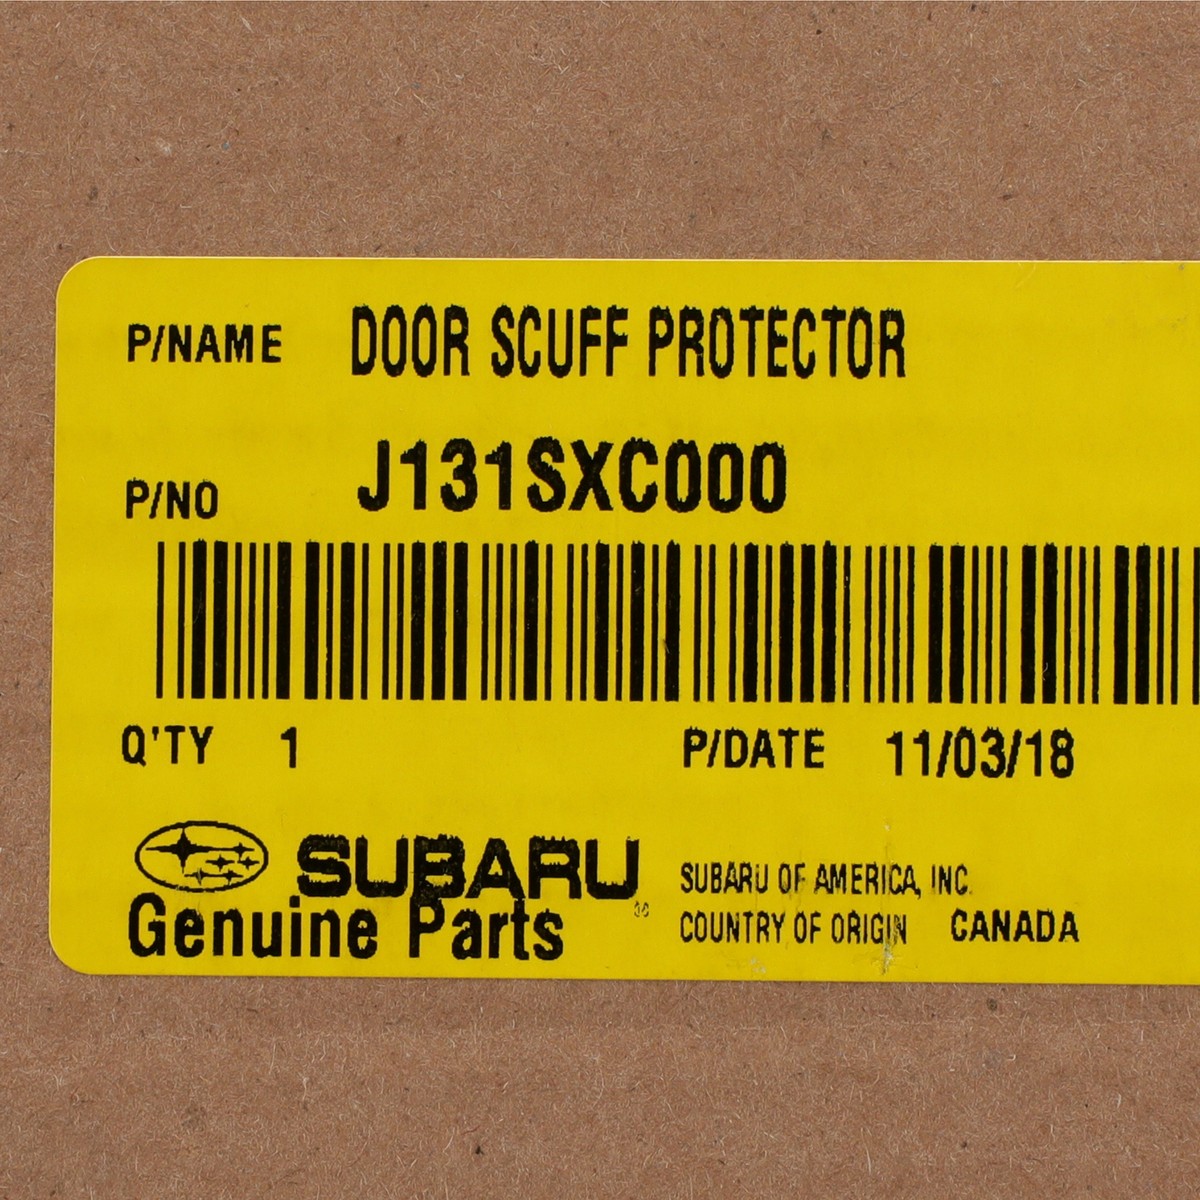 P/NAME DOOR SCUFF PROTECTOR
P/NO J131SXC000
Q'TY 1 P/DATE 11/03/18
SUBARU
Genuine Parts
SUBARU OF AMERICA, INC.
COUNTRY OF ORIGIN CANADA